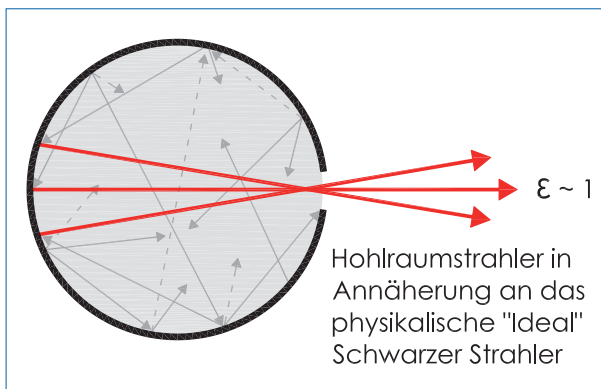 ε ~ 1
Hohlraumstrahler in
Annäherung an das
physikalische "Ideal"
Schwarzer Strahler